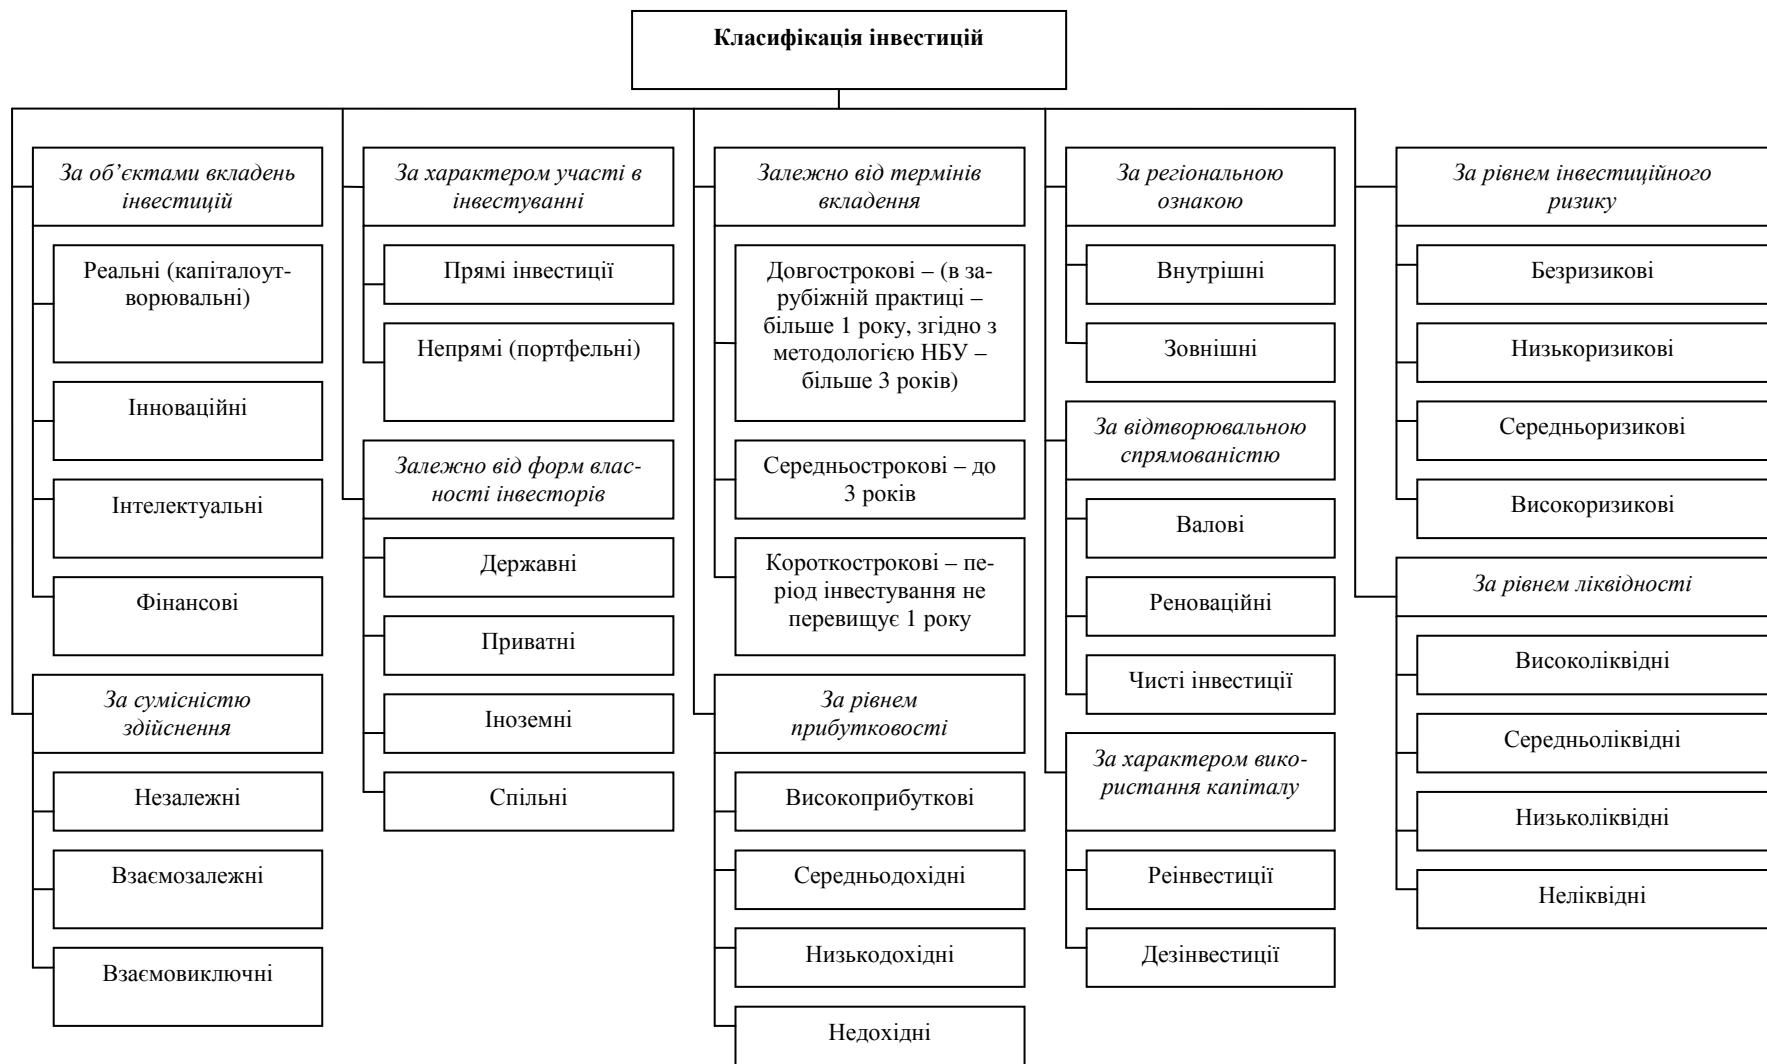 Класифікація інвестицій
За об’єктами вкладень
інвестицій
Реальні (капіталоут-
ворювальні)
Інноваційні
Інтелектуальні
Фінансові
За сумісністю
здійснення
Незалежні
Взаємозалежні
Взаємовиключні
За характером участі в
інвестуванні
Прямі інвестиції
Непрямі (портфельні)
Залежно від форм влас-
ності інвесторів
Державні
Приватні
Іноземні
Спільні
Залежно від термінів
вкладення
Довгострокові – (в за-
рубіжній практиці –
більше 1 року, згідно з
методологією НБУ –
більше 3 років)
Середньострокові – до
3 років
Короткострокові – пе-
ріод інвестування не
перевищує 1 року
За рівнем
прибутковості
Високоприбуткові
Середньодохідні
Низькодохідні
Недохідні
За регіональною
ознакою
Внутрішні
Зовнішні
За відтворювальною
спрямованістю
Валові
Реноваційні
Чисті інвестиції
За характером вико-
ристання капіталу
Реінвестиції
Дезінвестиції
За рівнем інвестиційного
ризику
Безризикові
Низькоризикові
Середньоризикові
Високоризикові
За рівнем ліквідності
Високоліквідні
Середньоліквідні
Низьколіквідні
Неліквідні